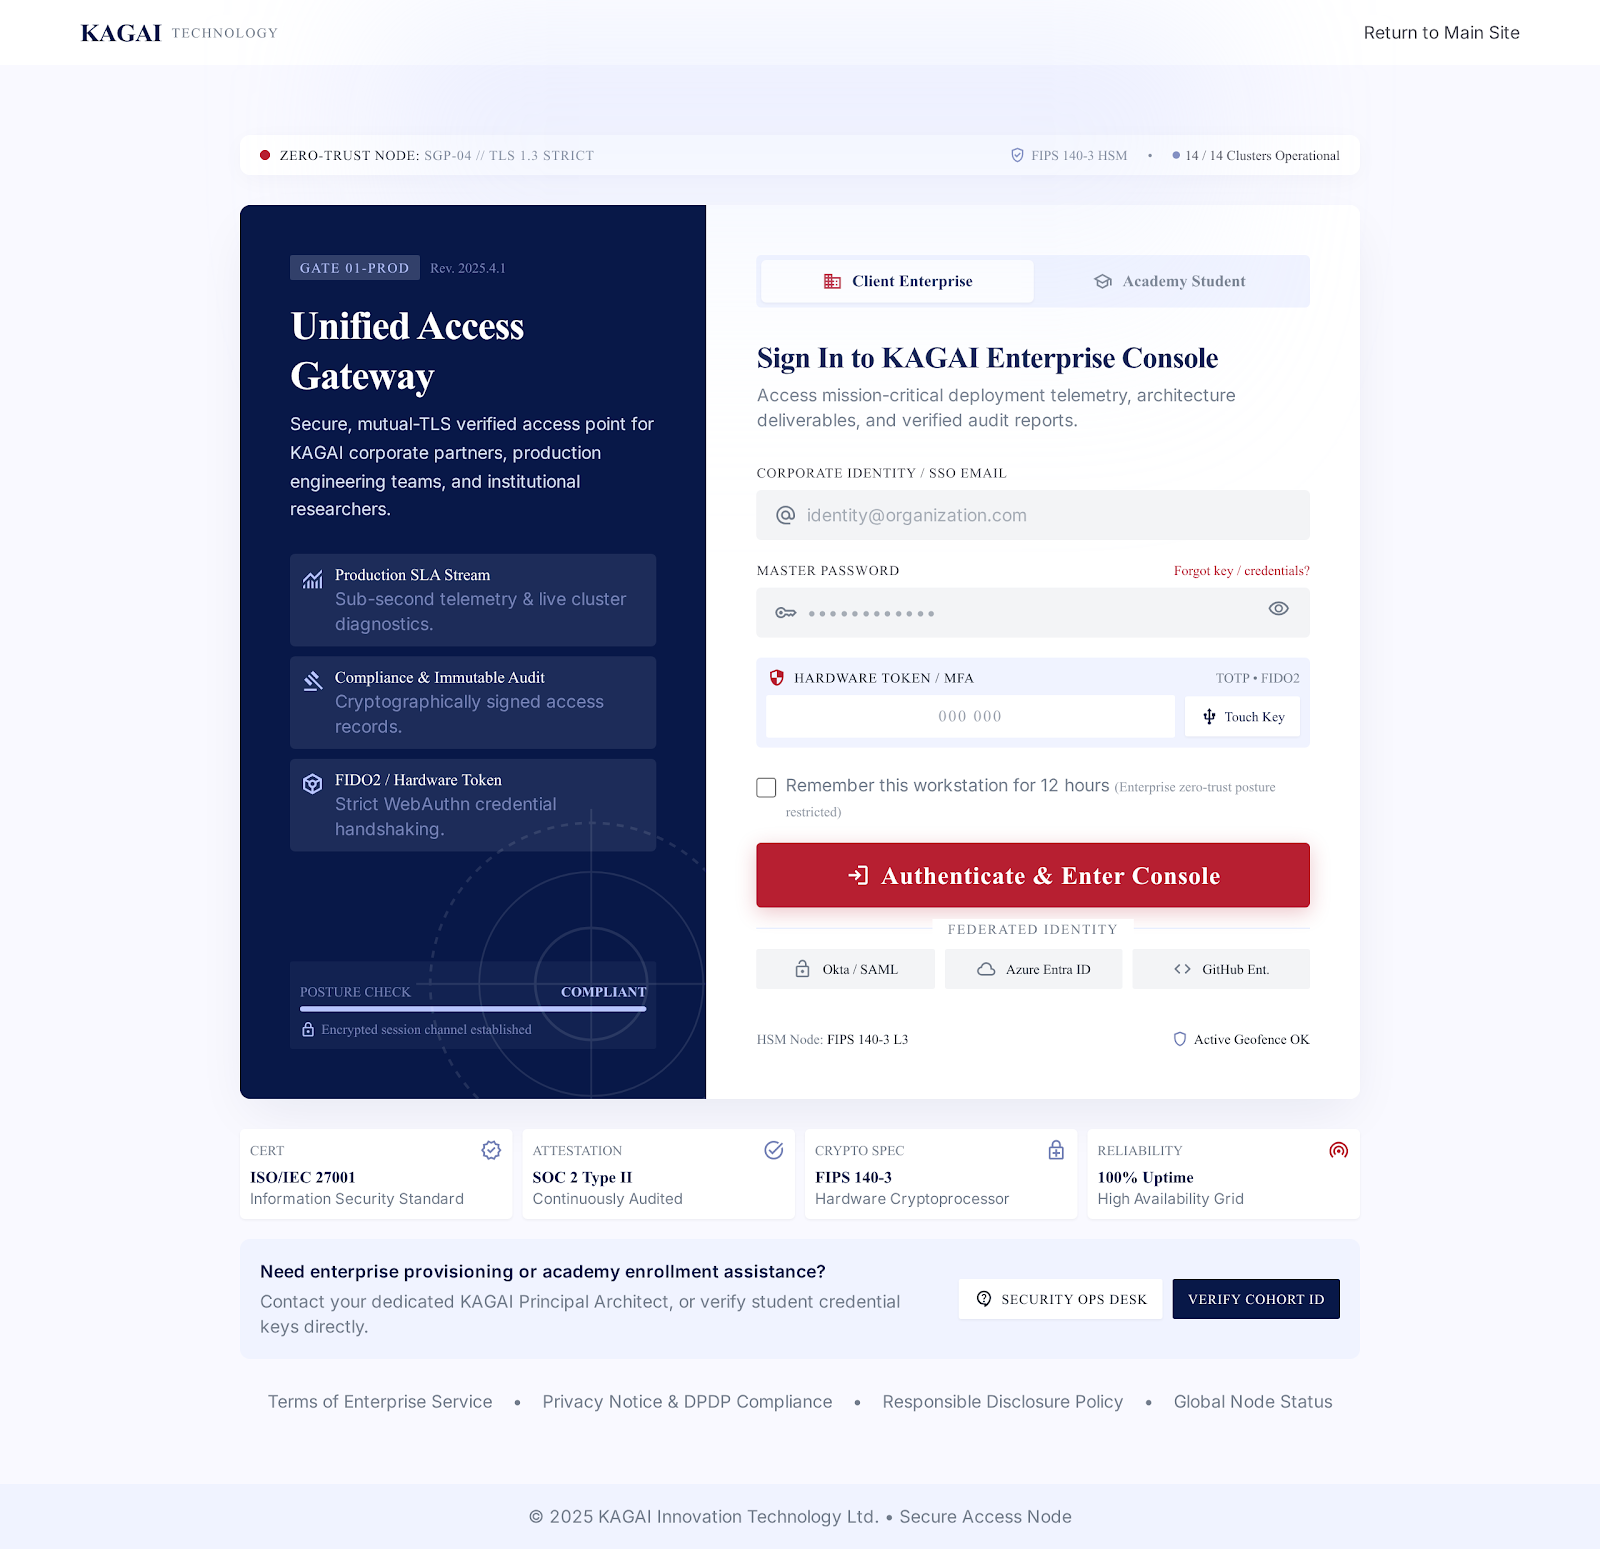 KAGAI TECHNOLOGY
Return to Main Site
ZERO-TRUST NODE: SGP-04 // TLS 1.3 STRICT
FIPS 140-3 HSM • 14 / 14 Clusters Operational
GATE 01-PROD Rev. 2025.4.1
Unified Access
Gateway
Secure, mutual-TLS verified access point for
KAGAI corporate partners, production
engineering teams, and institutional
researchers.
Production SLA Stream
Sub-second telemetry & live cluster
diagnostics.
Compliance & Immutable Audit
Cryptographically signed access
records.
FIDO2 / Hardware Token
Strict WebAuthn credential
handshaking.
POSTURE CHECK COMPLIANT
Encrypted session channel established
Client Enterprise
Academy Student
Sign In to KAGAI Enterprise Console
Access mission-critical deployment telemetry, architecture
deliverables, and verified audit reports.
CORPORATE IDENTITY / SSO EMAIL
identity@organization.com
MASTER PASSWORD
Forgot key / credentials?
••••••••••••
HARDWARE TOKEN / MFA
TOTP • FIDO2
000 000
Touch Key
Remember this workstation for 12 hours (Enterprise zero-trust posture
restricted)
Authenticate & Enter Console
FEDERATED IDENTITY
Okta / SAML
Azure Entra ID
GitHub Ent.
HSM Node: FIPS 140-3 L3
Active Geofence OK
CERT
ISO/IEC 27001
Information Security Standard
ATTESTATION
SOC 2 Type II
Continuously Audited
CRYPTO SPEC
FIPS 140-3
Hardware Cryptoprocessor
RELIABILITY
100% Uptime
High Availability Grid
Need enterprise provisioning or academy enrollment assistance?
Contact your dedicated KAGAI Principal Architect, or verify student credential
keys directly.
SECURITY OPS DESK
VERIFY COHORT ID
Terms of Enterprise Service • Privacy Notice & DPDP Compliance • Responsible Disclosure Policy • Global Node Status
© 2025 KAGAI Innovation Technology Ltd. • Secure Access Node